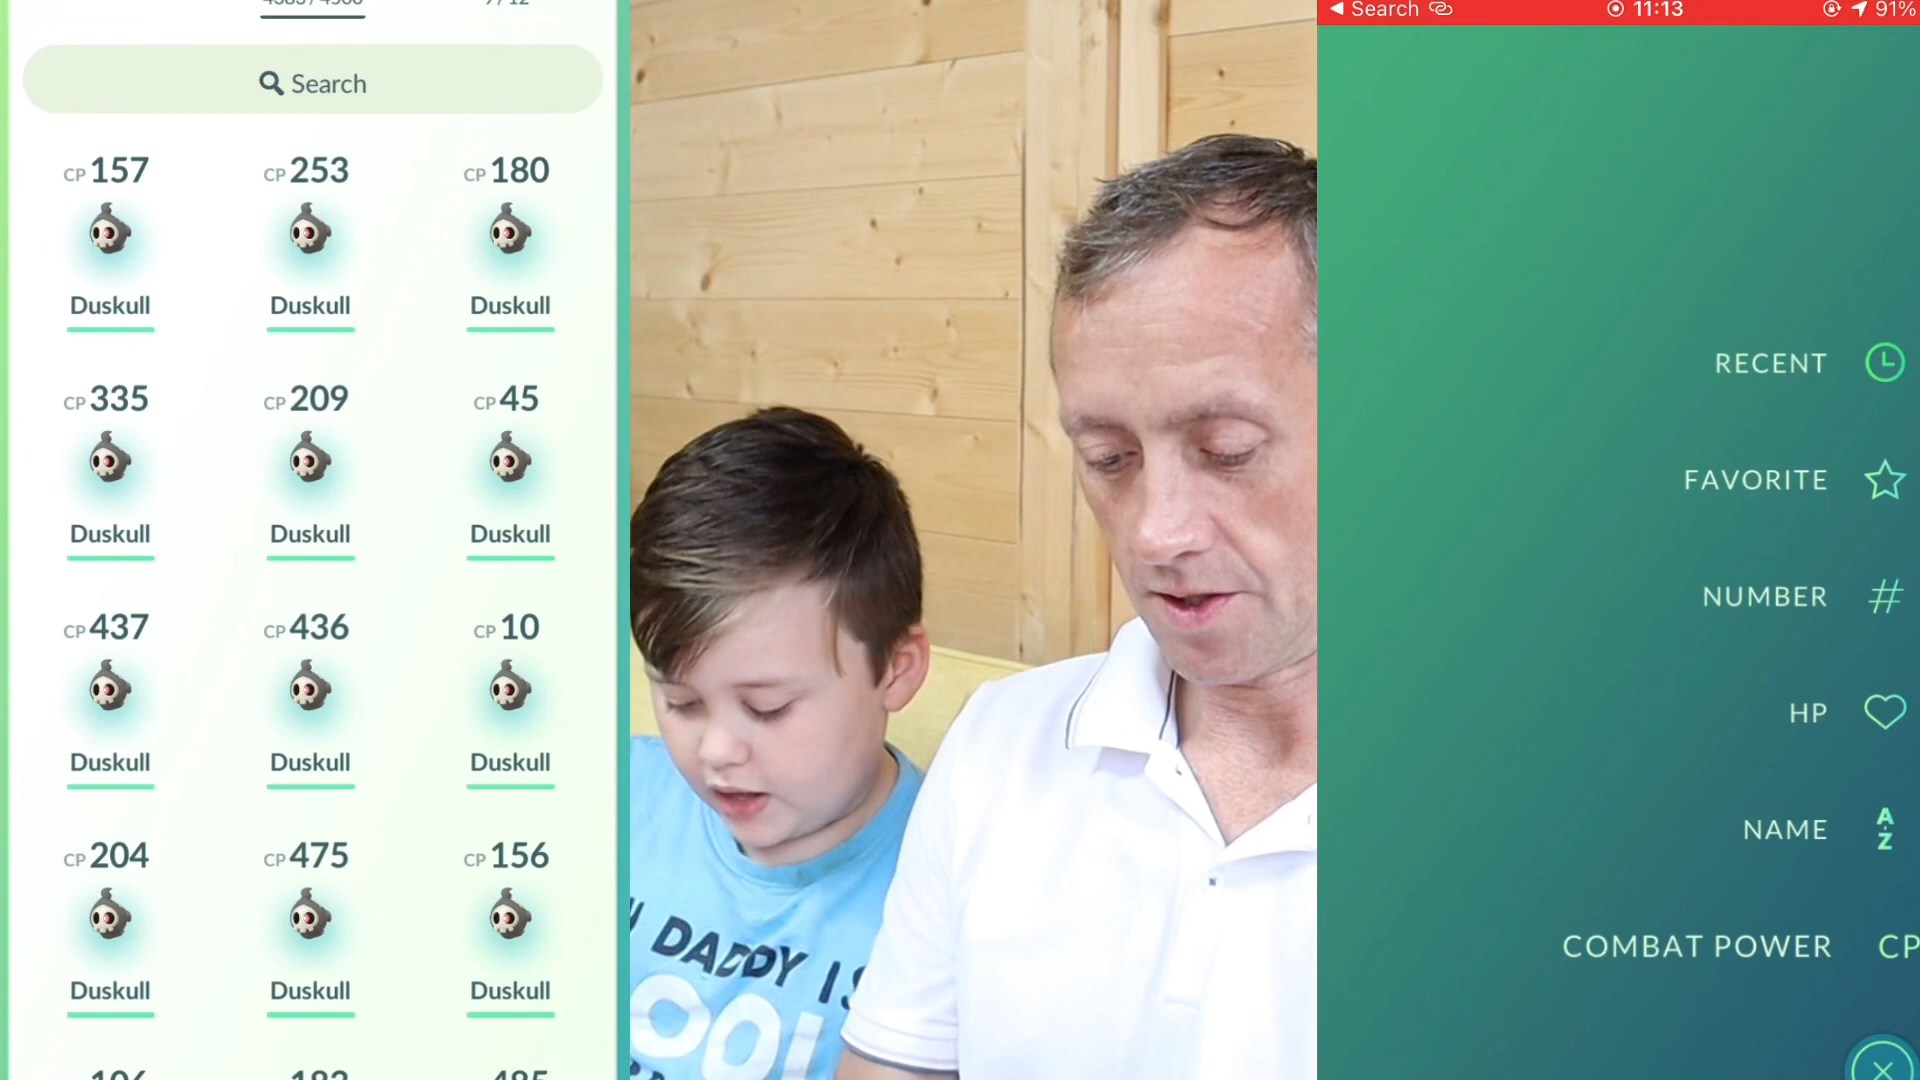 Search
CP 157
CP 253
CP 180
Duskull
Duskull
Duskull
CP 335
CP 209
CP 45
Duskull
Duskull
Duskull
CP 437
CP 436
CP 10
Duskull
Duskull
Duskull
CP 204
CP 475
CP 156
Duskull
Duskull
Duskull
DADDY IS
Search
11:13
91%
RECENT
FAVORITE
NUMBER
#
HP
NAME
A-Z
COMBAT POWER
CP